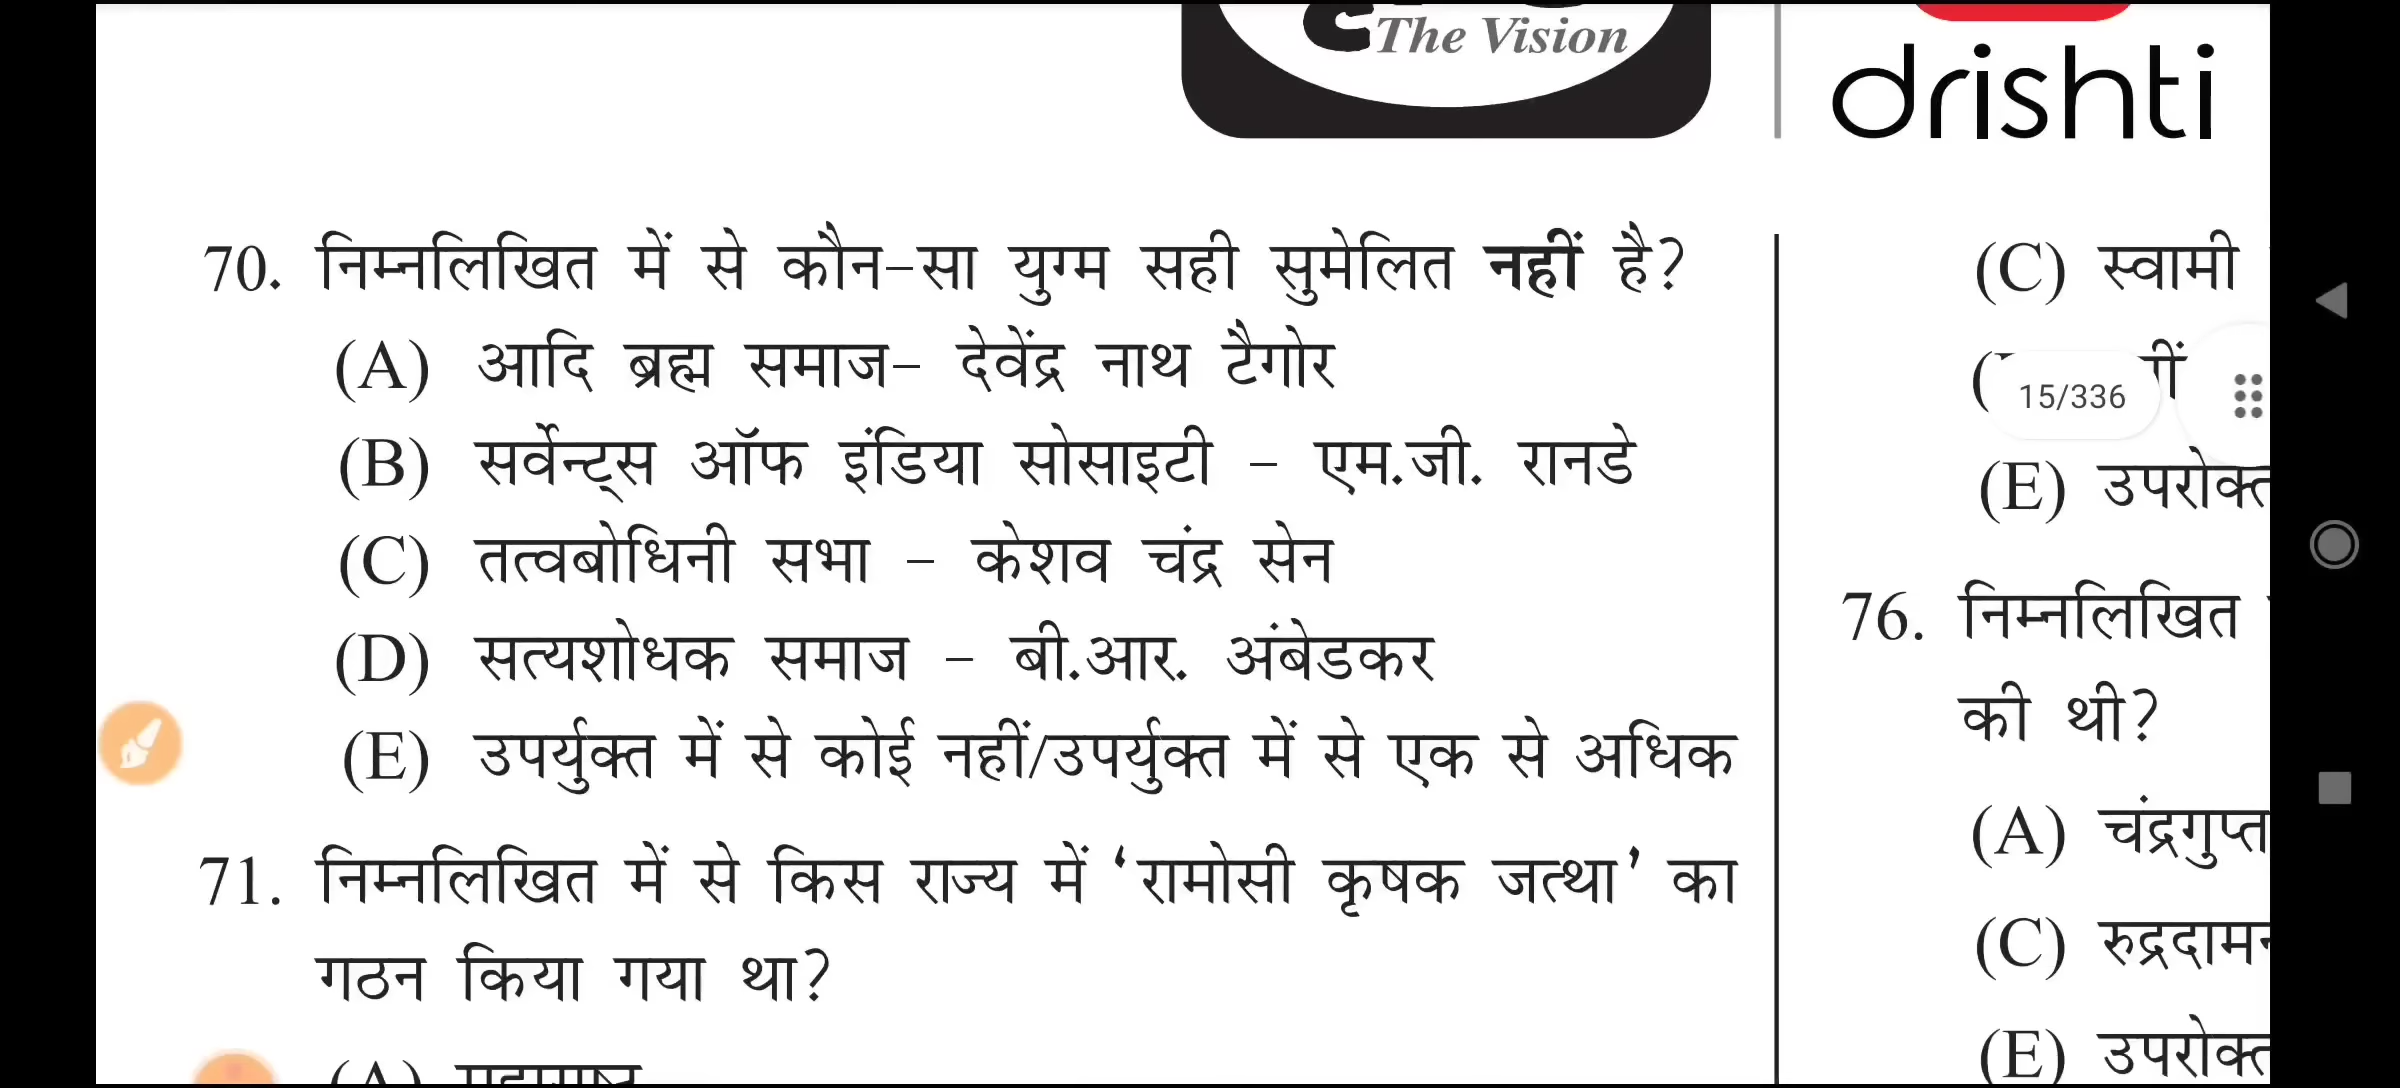 The Vision
drishti
70. निम्नलिखित में से कौन-सा युग्म सही सुमेलित नहीं है?
(A) आदि ब्रह्म समाज- देवेंद्र नाथ टैगोर
(B) सर्वेन्ट्स ऑफ इंडिया सोसाइटी - एम.जी. रानडे
(C) तत्वबोधिनी सभा - केशव चंद्र सेन
(D) सत्यशोधक समाज - बी.आर. अंबेडकर
(E) उपर्युक्त में से कोई नहीं/उपर्युक्त में से एक से अधिक
71. निम्नलिखित में से किस राज्य में 'रामोसी कृषक जत्था' का
गठन किया गया था?
(A)
(C) स्वामी
15/336
(E) उपरोक्त
76. निम्नलिखित
की थी?
(A) चंद्रगुप्त
(C) रुद्रदामन
(E) उपरोक्त